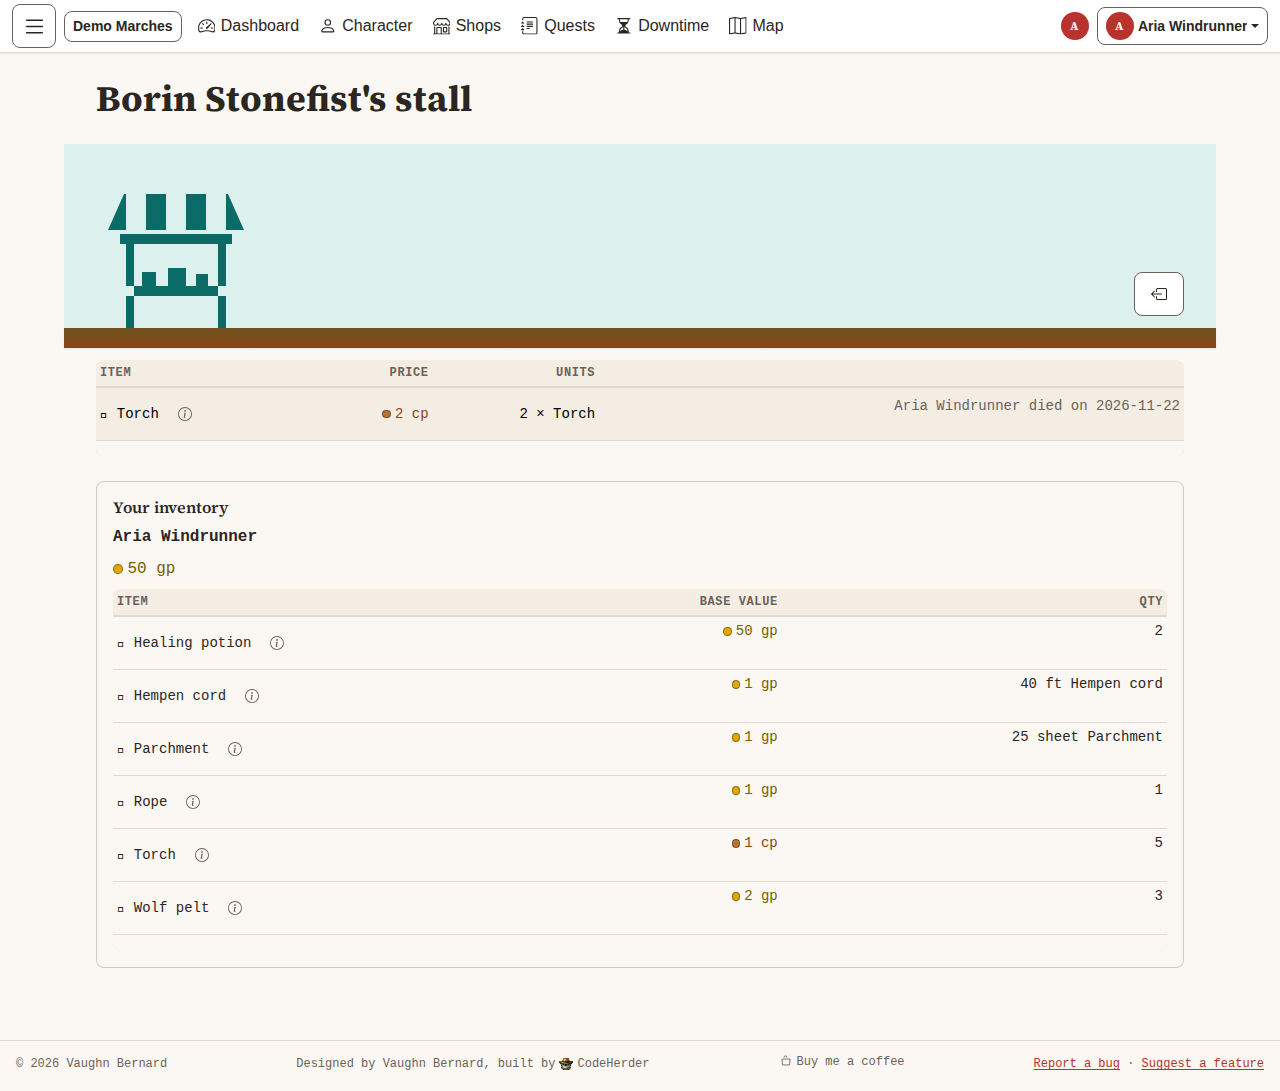 Demo Marches Dashboard Character Shops Quests Downtime Map A A Aria Windrunner
Borin Stonefist's stall
ITEM PRICE UNITS
Torch 2 cp 2 × Torch Aria Windrunner died on 2026-11-22
Your inventory
Aria Windrunner
50 gp
ITEM BASE VALUE QTY
Healing potion 50 gp 2
Hempen cord 1 gp 40 ft Hempen cord
Parchment 1 gp 25 sheet Parchment
Rope 1 gp 1
Torch 1 cp 5
Wolf pelt 2 gp 3
© 2026 Vaughn Bernard Designed by Vaughn Bernard, built by CodeHerder Buy me a coffee Report a bug · Suggest a feature